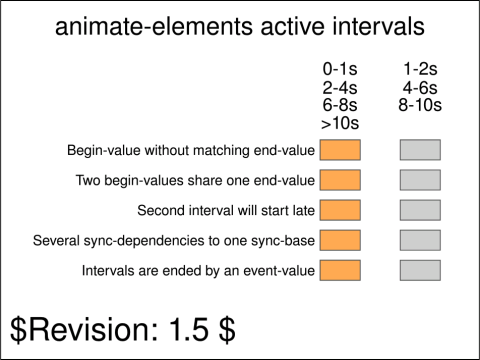 animate-elements active intervals
0-1s 1-2s
2-4s 4-6s
6-8s 8-10s
>10s
Begin-value without matching end-value
Two begin-values share one end-value
Second interval will start late
Several sync-dependencies to one sync-base
Intervals are ended by an event-value
$Revision: 1.5 $